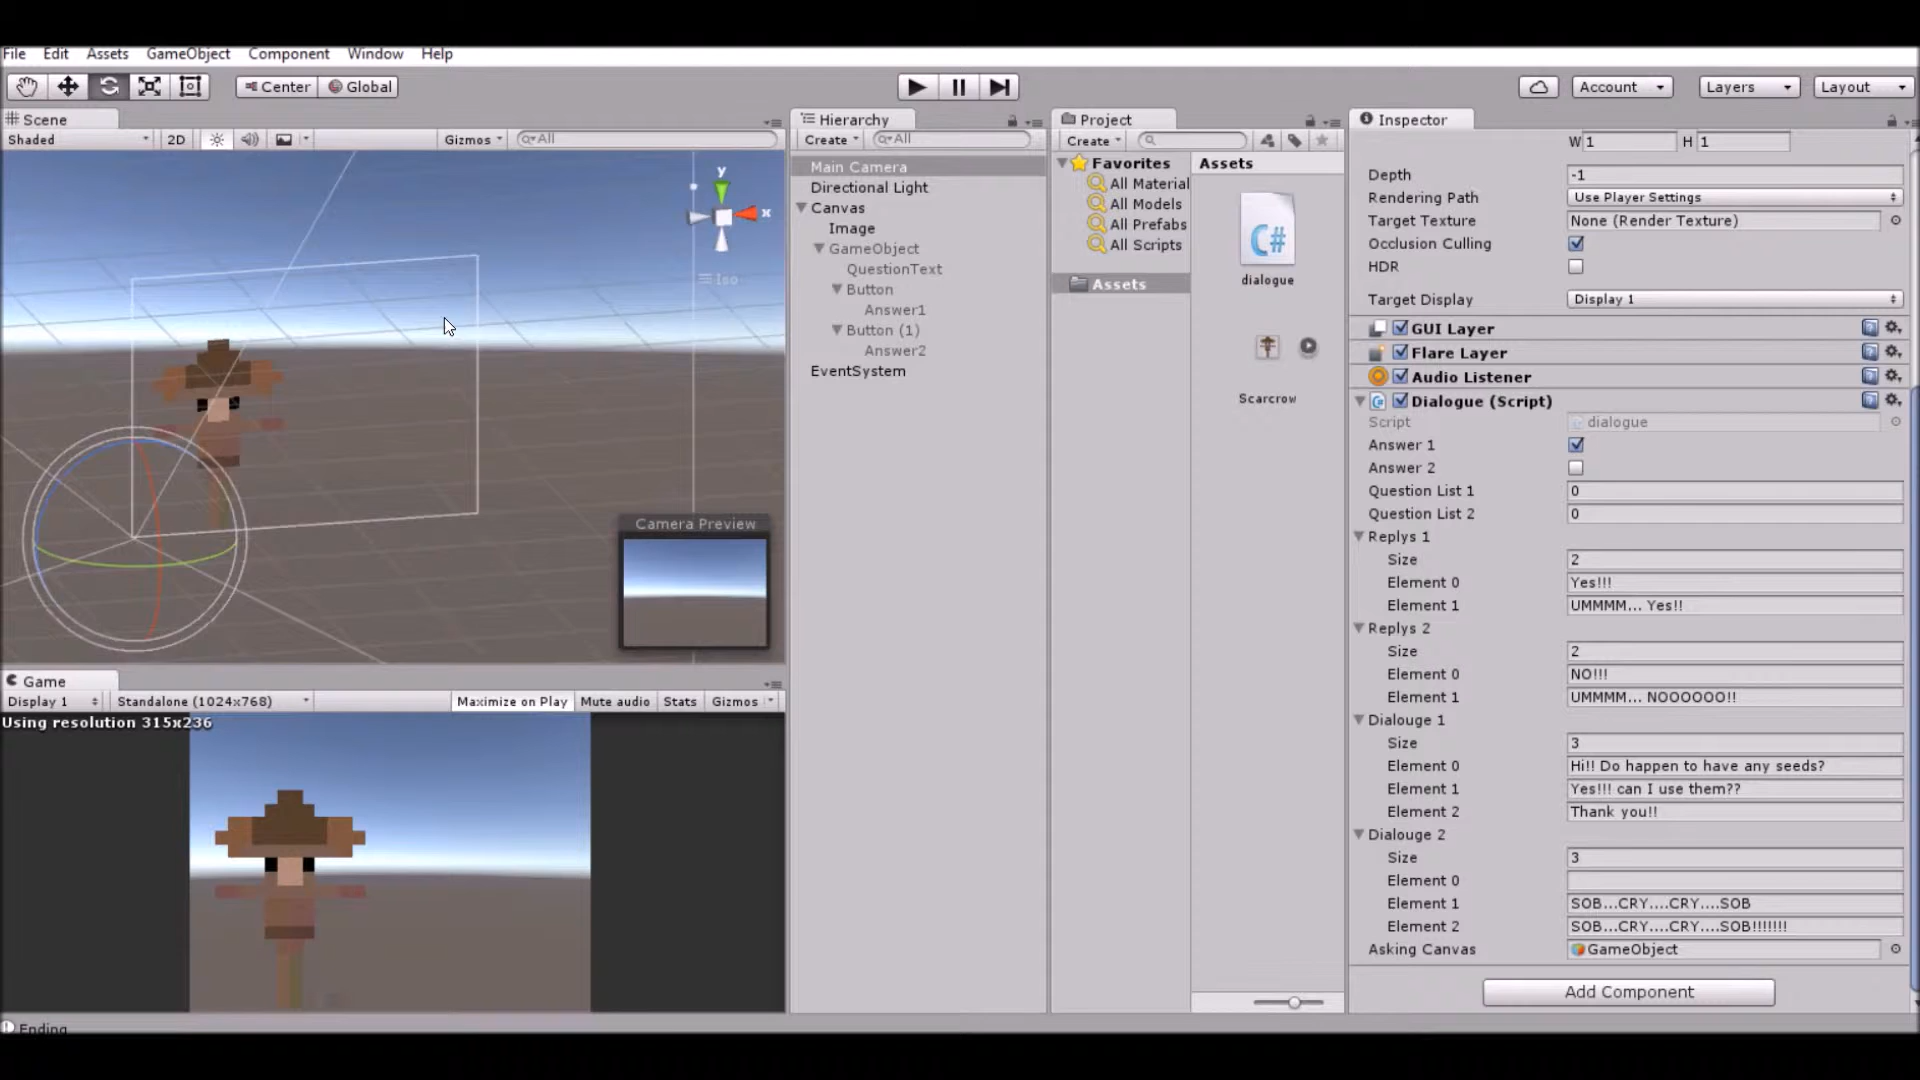 File Edit Assets GameObject Component Window Help
Center Global Account Layers Layout
Scene
Shaded 2D Gizmos All
y
x
Iso
Camera Preview
Game
Display 1 Standalone (1024x768) Maximize on Play Mute audio Stats Gizmos
Using resolution 315x236
Ending
Hierarchy
Create All
Main Camera
Directional Light
Canvas
Image
GameObject
QuestionText
Button
Answer1
Button (1)
Answer2
EventSystem
Project
Create
Favorites
All Material
All Models
All Prefabs
All Scripts
Assets
Assets
C#
dialogue
Scarcrow
Inspector
W 1 H 1
Depth -1
Rendering Path Use Player Settings
Target Texture None (Render Texture)
Occlusion Culling
HDR
Target Display Display 1
GUI Layer
Flare Layer
Audio Listener
Dialogue (Script)
Script dialogue
Answer 1
Answer 2
Question List 1 0
Question List 2 0
Replys 1
Size 2
Element 0 Yes!!!
Element 1 UMMMM... Yes!!
Replys 2
Size 2
Element 0 NO!!!
Element 1 UMMMM... NOOOOOO!!
Dialouge 1
Size 3
Element 0 Hi!! Do happen to have any seeds?
Element 1 Yes!!! can I use them??
Element 2 Thank you!!
Dialouge 2
Size 3
Element 0
Element 1 SOB...CRY....CRY....SOB
Element 2 SOB...CRY....CRY....SOB!!!!!!!
Asking Canvas GameObject
Add Component